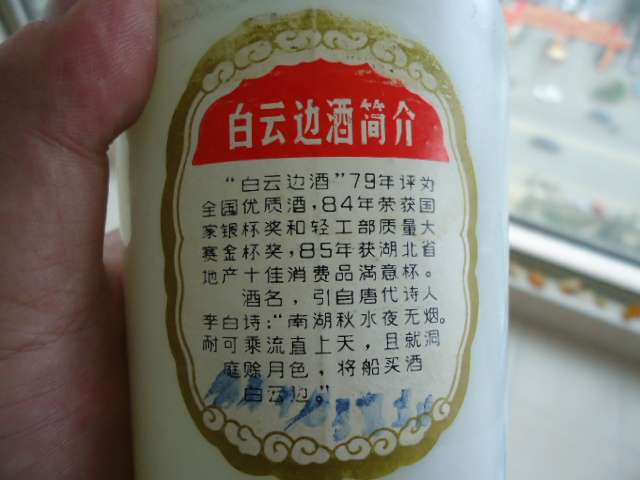 白云边酒简介
“白云边酒”79年评为
全国优质酒,84年荣获国
家银杯奖和轻工部质量大
赛金杯奖,85年获湖北省
地产十佳消费品满意杯。
酒名,引自唐代诗人
李白诗:“南湖秋水夜无烟。
耐可乘流直上天,且就洞
庭赊月色,将船买酒
白云边。”